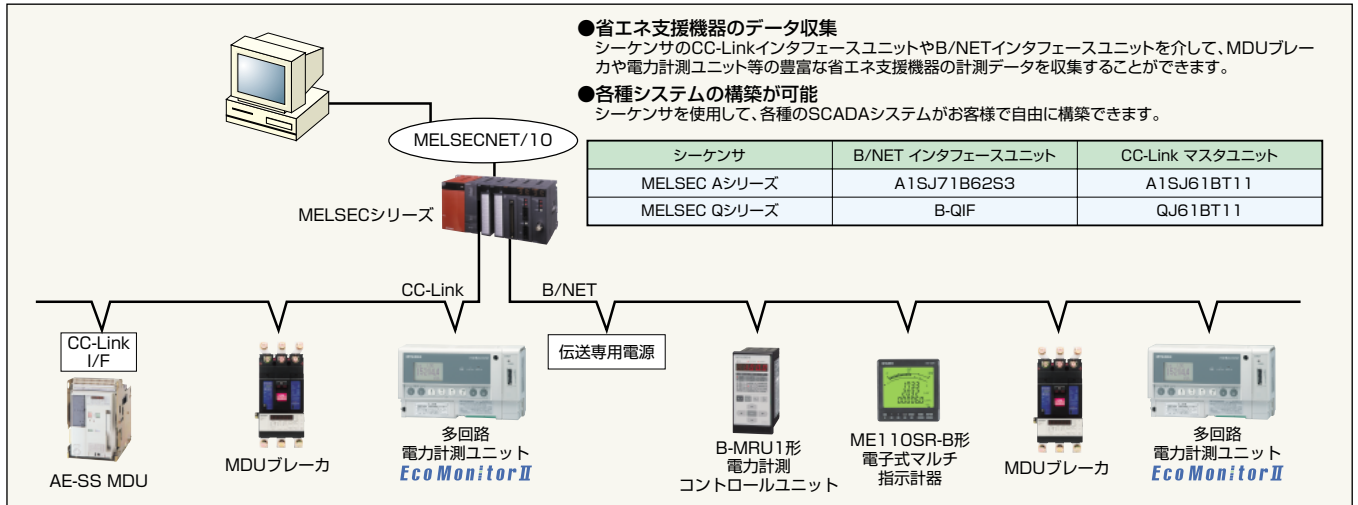 ●省エネ支援機器のデータ収集
シーケンサのCC-LinkインタフェースユニットやB/NETインタフェースユニットを介して、MDUブレー
カや電力計測ユニット等の豊富な省エネ支援機器の計測データを収集することができます。
●各種システムの構築が可能
シーケンサを使用して、各種のSCADAシステムがお客様で自由に構築できます。
シーケンサ B/NET インタフェースユニット CC-Link マスタユニット
MELSEC Aシリーズ A1SJ71B62S3 A1SJ61BT11
MELSEC Qシリーズ B-QIF QJ61BT11
MELSECNET/10
MELSECシリーズ
CC-Link
B/NET
CC-Link
I/F
AE-SS MDU
MDUブレーカ
多回路
電力計測ユニット
EcoMonitorⅡ
伝送専用電源
B-MRU1形
電力計測
コントロールユニット
ME110SR-B形
電子式マルチ
指示計器
MDUブレーカ
多回路
電力計測ユニット
EcoMonitorⅡ